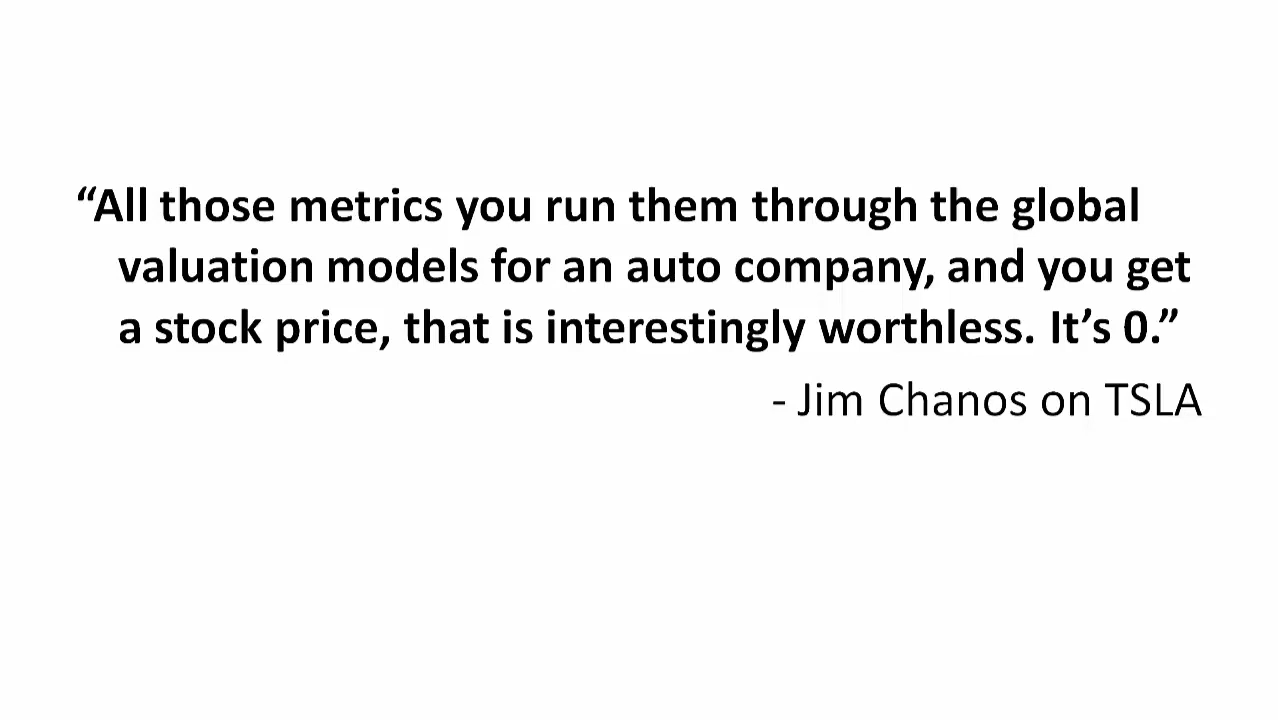 “All those metrics you run them through the global
valuation models for an auto company, and you get
a stock price, that is interestingly worthless. It’s 0.”
- Jim Chanos on TSLA